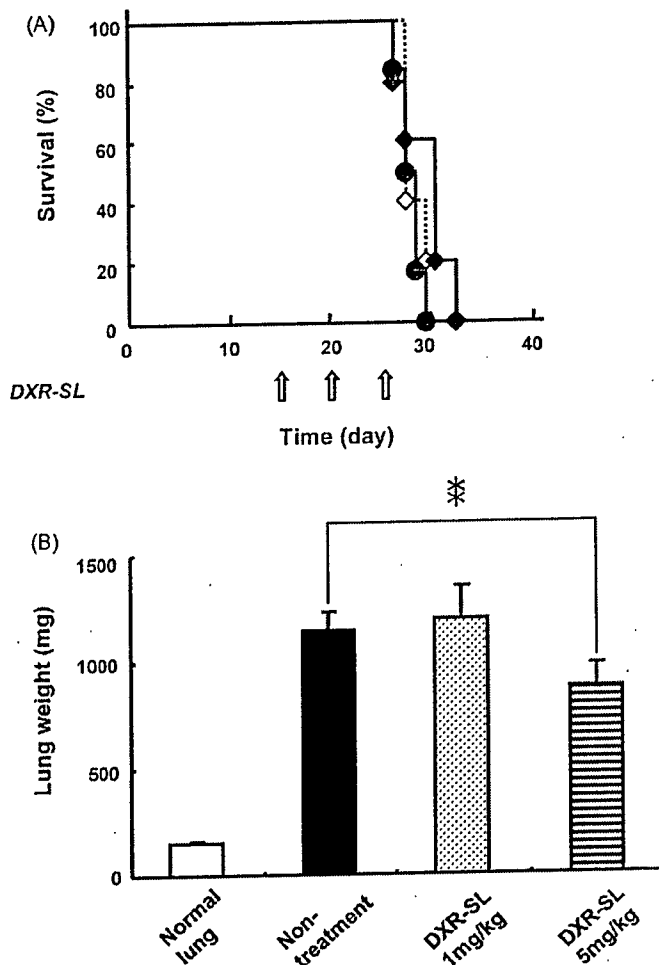 (A)
100
80
60
40
20
0
Survival (%)
0 10 20 30 40
DXR-SL
Time (day)
(B)
**
1500
1000
500
0
Lung weight (mg)
Normal lung
Non-treatment
DXR-SL 1mg/kg
DXR-SL 5mg/kg